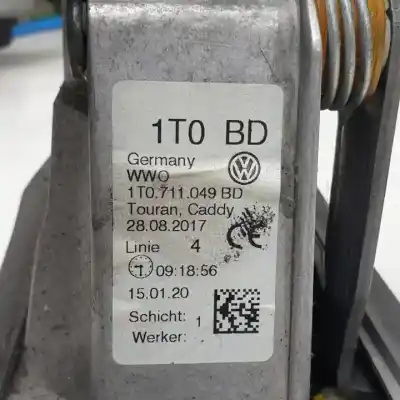 1T0 BD
Germany
WWO
1T0.711.049 BD
Touran, Caddy
28.08.2017
Linie 4 CE
09:18:56
15.01.20
Schicht: 1
Werker: